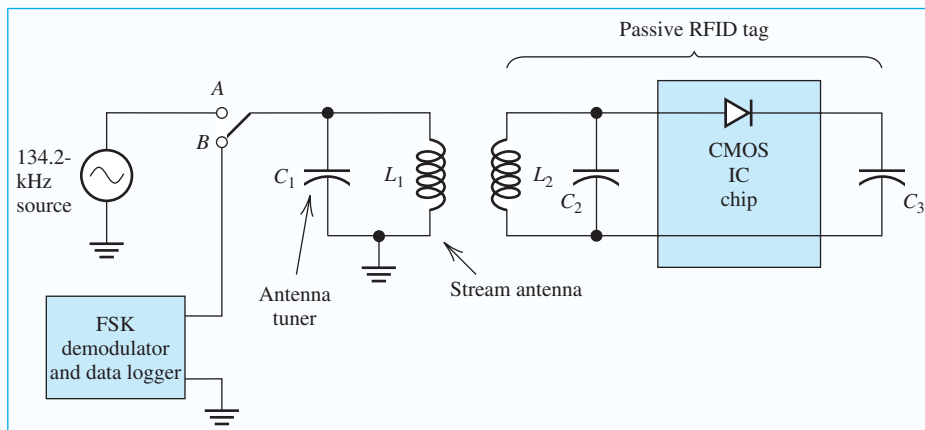 Passive RFID tag
A
B
134.2-
kHz
source
C1
L1
L2
C2
CMOS
IC
chip
C3
Antenna
tuner
Stream antenna
FSK
demodulator
and data logger